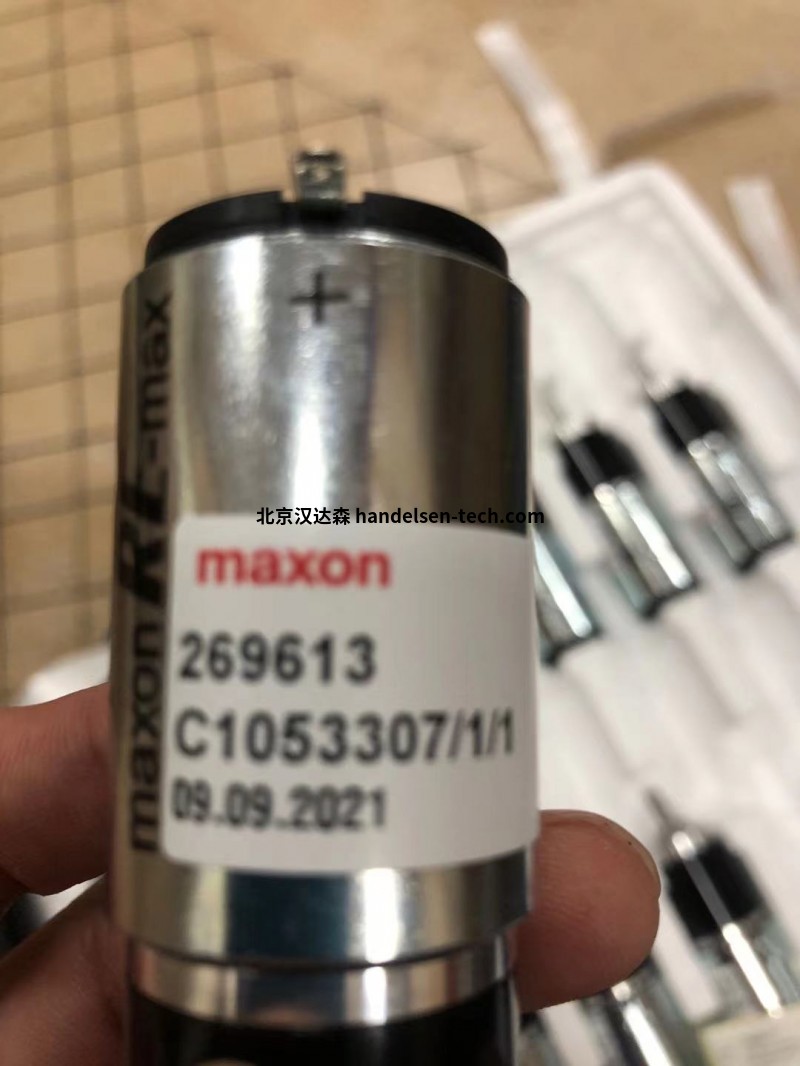 +
maxon RE-max
北京汉达森 handelsen-tech.com
maxon
269613
C1053307/1/1
09.09.2021